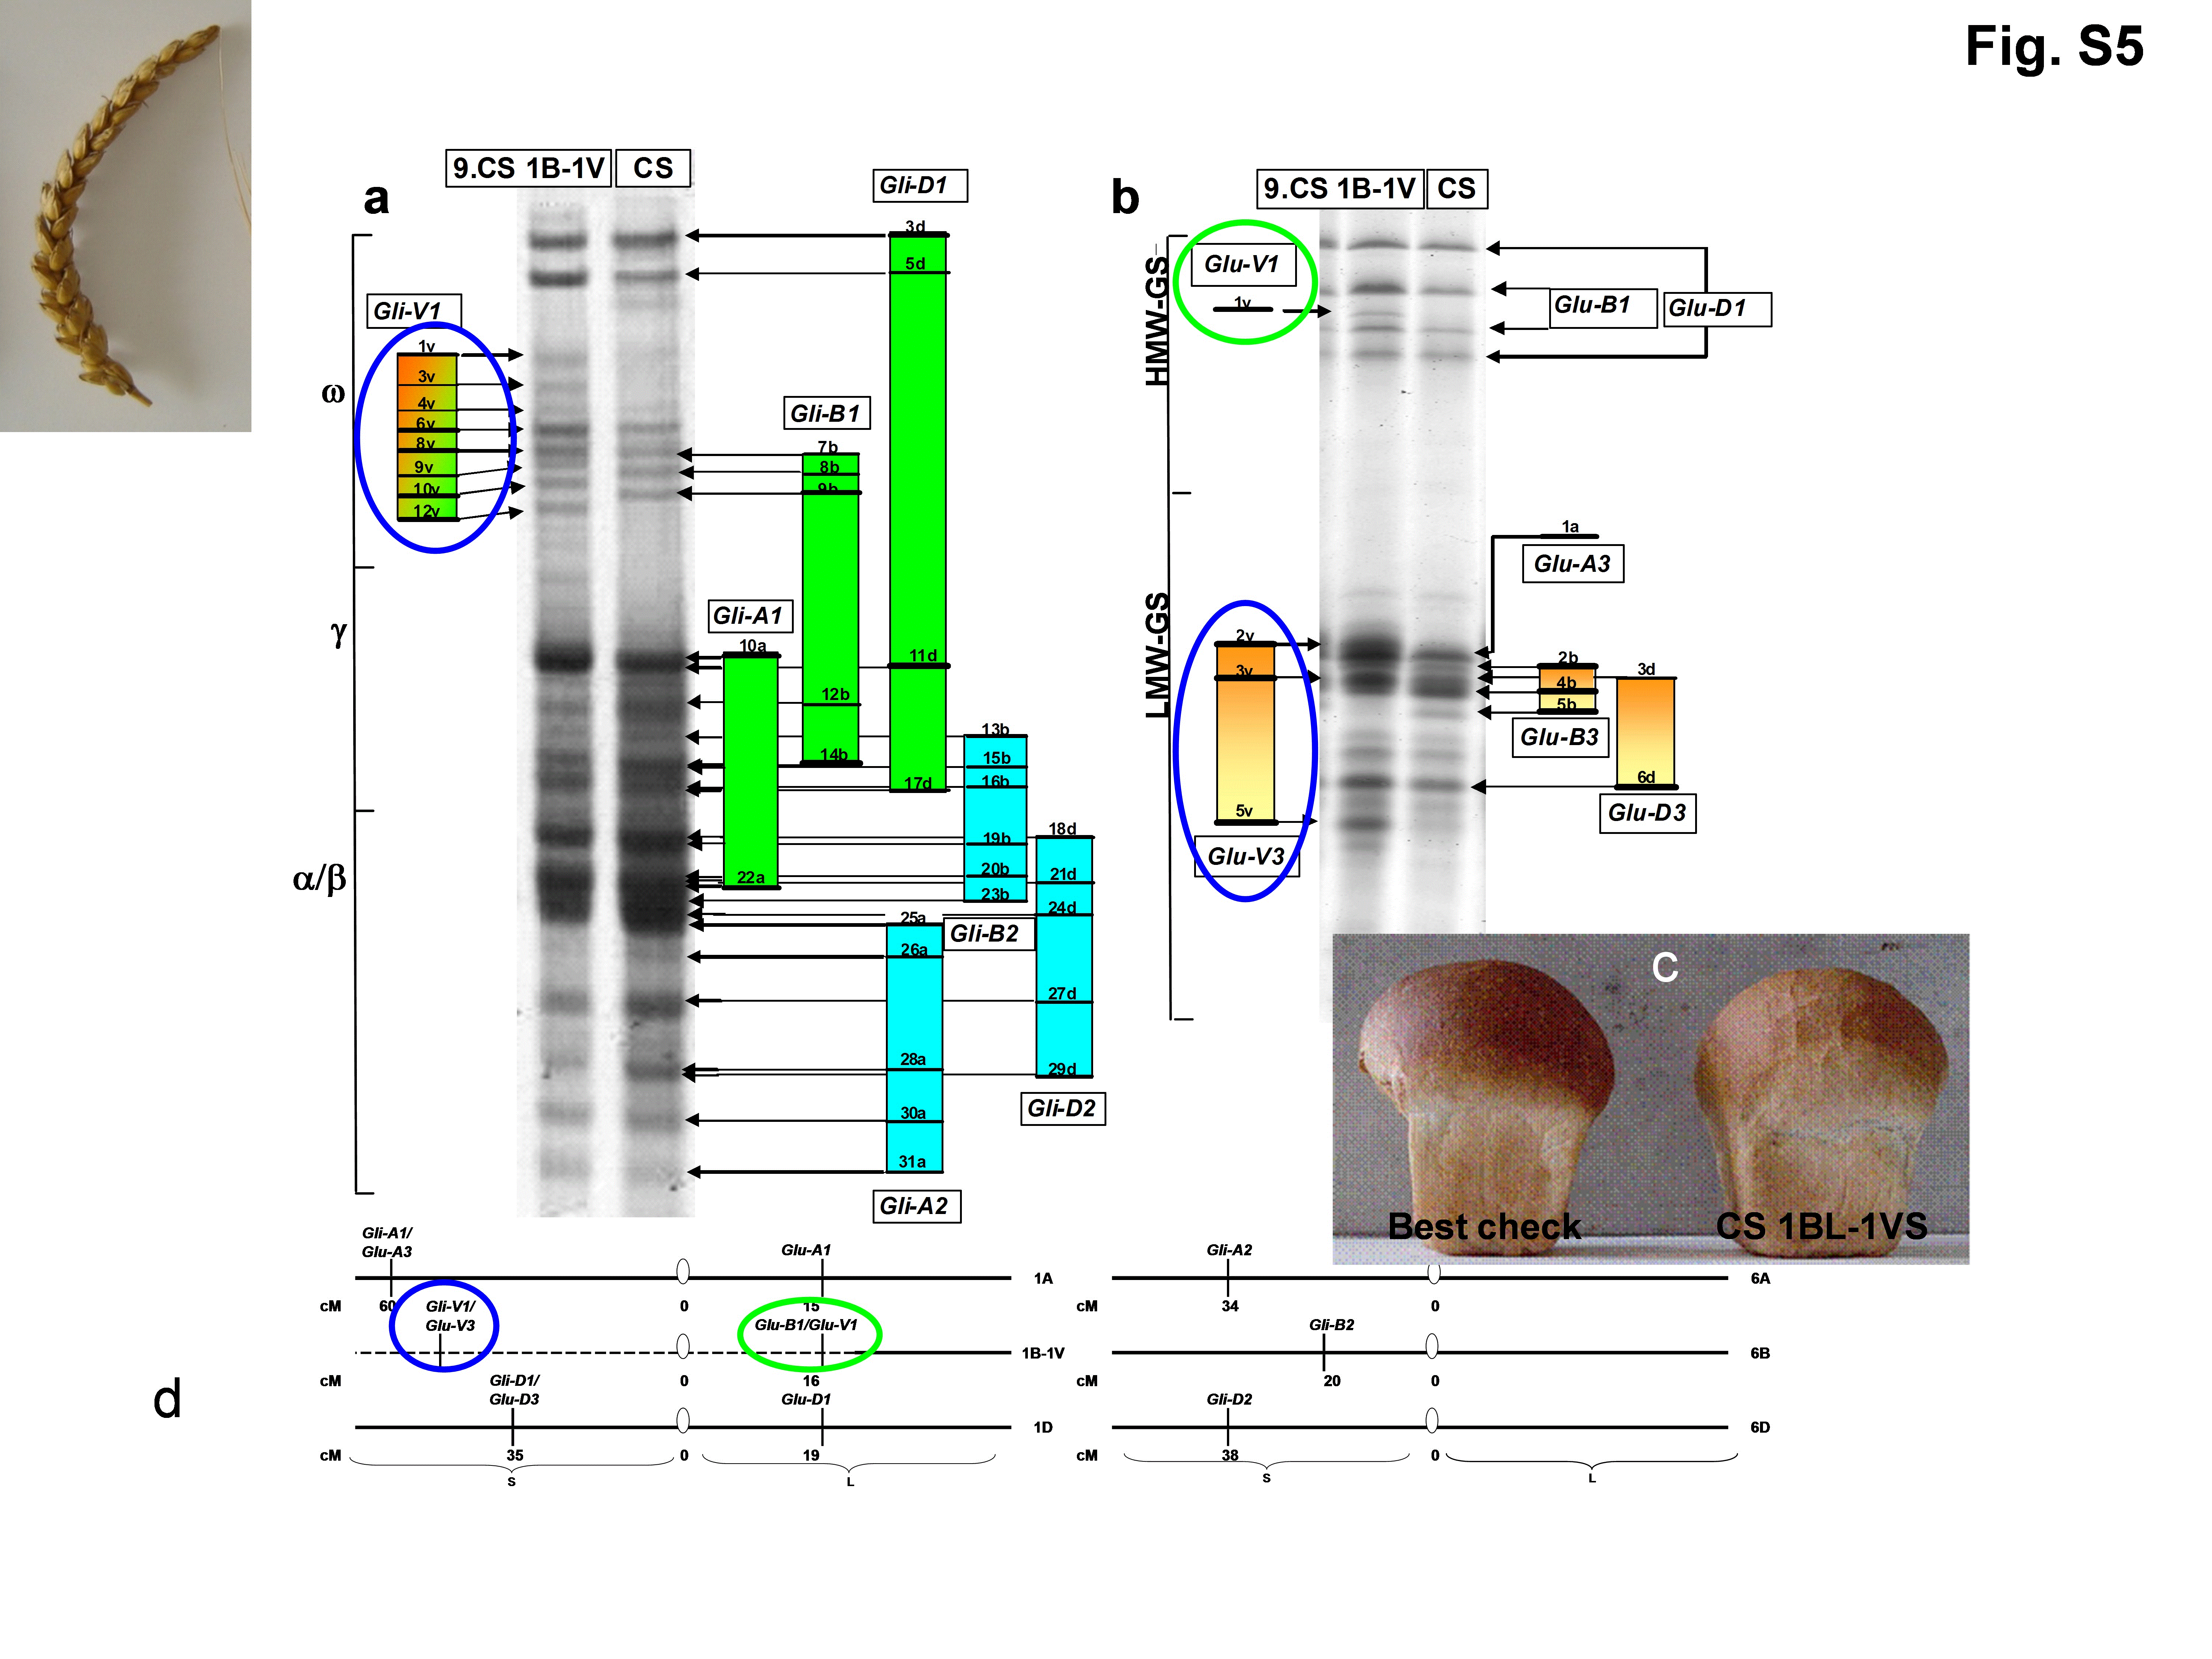 Fig. S5
a
9.CS 1B-1V
CS
Gli-D1
3d
5d
Gli-V1
1v
3v
4v
6v
8v
9v
10v
12v
ω
γ
α/β
Gli-B1
7b
8b
9b
Gli-A1
10a
11d
12b
14b
17d
13b
15b
16b
19b
20b
23b
22a
18d
21d
24d
27d
29d
25a
26a
28a
30a
31a
Gli-B2
Gli-D2
Gli-A2
b
9.CS 1B-1V
CS
HMW-GS
LMW-GS
Glu-V1
1v
Glu-B1
Glu-D1
1a
Glu-A3
2v
3v
5v
Glu-V3
2b
4b
5b
Glu-B3
3d
6d
Glu-D3
c
Best check
CS 1BL-1VS
d
Gli-A1/
Glu-A3
Glu-A1
1A
cM
60
0
15
Gli-V1/
Glu-V3
Glu-B1/Glu-V1
1B-1V
cM
0
16
Gli-D1/
Glu-D3
Glu-D1
1D
cM
35
0
19
S
L
Gli-A2
6A
cM
34
0
Gli-B2
6B
cM
20
0
Gli-D2
6D
cM
38
0
S
L